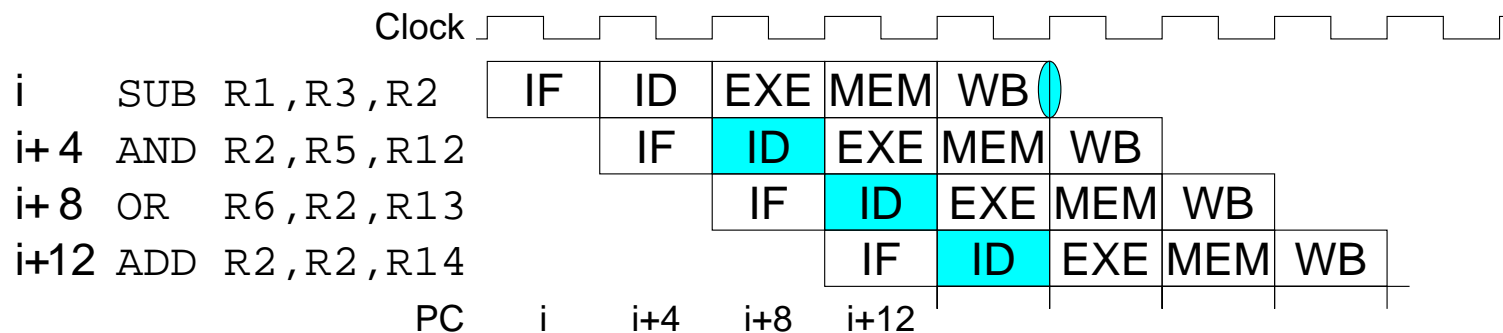 Clock
i SUB R1,R3,R2 IF ID EXE MEM WB
i+4 AND R2,R5,R12 IF ID EXE MEM WB
i+8 OR R6,R2,R13 IF ID EXE MEM WB
i+12 ADD R2,R2,R14 IF ID EXE MEM WB
PC i i+4 i+8 i+12